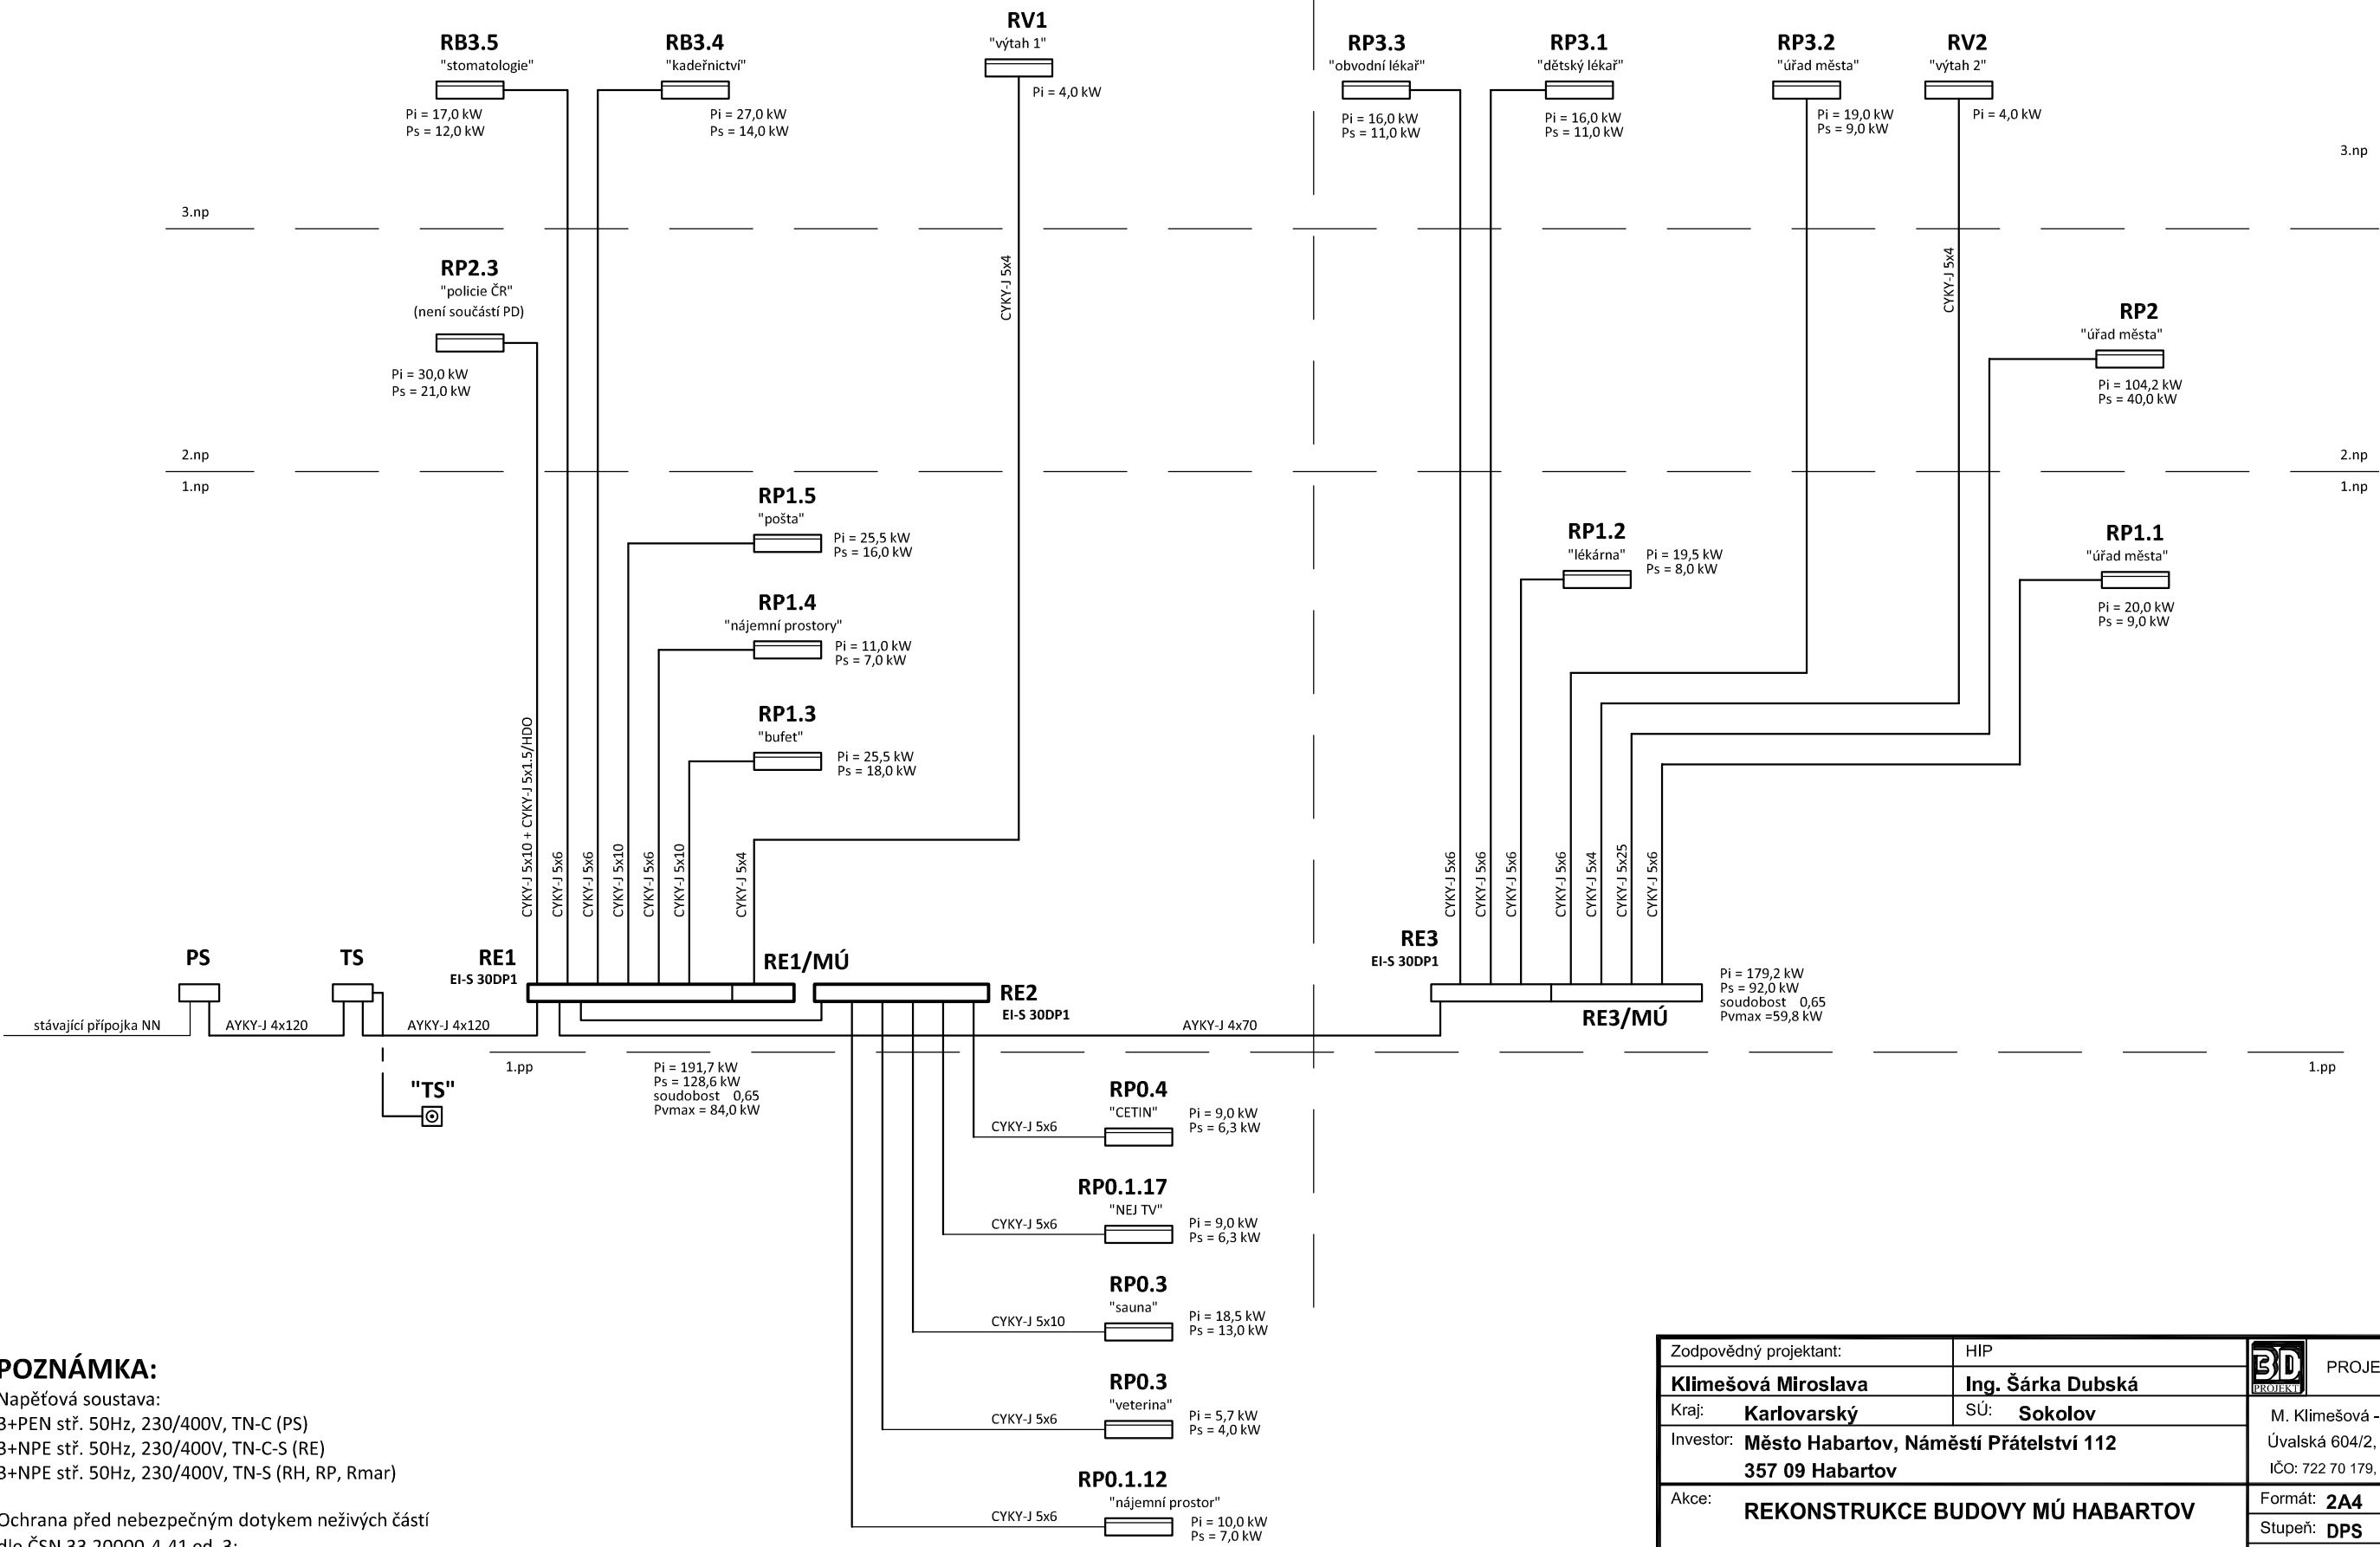 RB3.5
"stomatologie"
Pi = 17,0 kW
Ps = 12,0 kW
RB3.4
"kadeřnictví"
Pi = 27,0 kW
Ps = 14,0 kW
RV1
"výtah 1"
Pi = 4,0 kW
RP3.3
"obvodní lékař"
Pi = 16,0 kW
Ps = 11,0 kW
RP3.1
"dětský lékař"
Pi = 16,0 kW
Ps = 11,0 kW
RP3.2
"úřad města"
Pi = 19,0 kW
Ps = 9,0 kW
RV2
"výtah 2"
Pi = 4,0 kW
3.np
3.np
RP2.3
"policie ČR"
(není součástí PD)
Pi = 30,0 kW
Ps = 21,0 kW
CYKY-J 5x4
CYKY-J 5x4
RP2
"úřad města"
Pi = 104,2 kW
Ps = 40,0 kW
2.np
1.np
2.np
1.np
RP1.5
"pošta"
Pi = 25,5 kW
Ps = 16,0 kW
RP1.4
"nájemní prostory"
Pi = 11,0 kW
Ps = 7,0 kW
RP1.3
"bufet"
Pi = 25,5 kW
Ps = 18,0 kW
RP1.2
"lékárna"
Pi = 19,5 kW
Ps = 8,0 kW
RP1.1
"úřad města"
Pi = 20,0 kW
Ps = 9,0 kW
CYKY-J 5x10 + CYKY-J 5x1.5/HDO
CYKY-J 5x6
CYKY-J 5x6
CYKY-J 5x10
CYKY-J 5x6
CYKY-J 5x10
CYKY-J 5x4
CYKY-J 5x6
CYKY-J 5x6
CYKY-J 5x6
CYKY-J 5x6
CYKY-J 5x4
CYKY-J 5x25
CYKY-J 5x6
PS
TS
RE1
EI-S 30DP1
RE1/MÚ
RE2
EI-S 30DP1
RE3
EI-S 30DP1
RE3/MÚ
Pi = 179,2 kW
Ps = 92,0 kW
soudobost 0,65
Pvmax =59,8 kW
stávající přípojka NN
AYKY-J 4x120
AYKY-J 4x120
AYKY-J 4x70
1.pp
1.pp
Pi = 191,7 kW
Ps = 128,6 kW
soudobost 0,65
Pvmax = 84,0 kW
"TS"
RP0.4
"CETIN"
CYKY-J 5x6
Pi = 9,0 kW
Ps = 6,3 kW
RP0.1.17
"NEJ TV"
CYKY-J 5x6
Pi = 9,0 kW
Ps = 6,3 kW
RP0.3
"sauna"
CYKY-J 5x10
Pi = 18,5 kW
Ps = 13,0 kW
RP0.3
"veterina"
CYKY-J 5x6
Pi = 5,7 kW
Ps = 4,0 kW
RP0.1.12
"nájemní prostor"
CYKY-J 5x6
Pi = 10,0 kW
Ps = 7,0 kW
POZNÁMKA:
Napěťová soustava:
3+PEN stř. 50Hz, 230/400V, TN-C (PS)
3+NPE stř. 50Hz, 230/400V, TN-C-S (RE)
3+NPE stř. 50Hz, 230/400V, TN-S (RH, RP, Rmar)
Ochrana před nebezpečným dotykem neživých částí
dle ČSN 33 20000-4-41 ed. 3:
Zodpovědný projektant:
HIP
Klimešová Miroslava
Ing. Šárka Dubská
Kraj: Karlovarský
SÚ: Sokolov
Investor: Město Habartov, Náměstí Přátelství 112
357 09 Habartov
Akce: REKONSTRUKCE BUDOVY MÚ HABARTOV
3D
PROJEKT
PROJE
M. Klimešová -
Úvalská 604/2,
IČO: 722 70 179,
Formát: 2A4
Stupeň: DPS